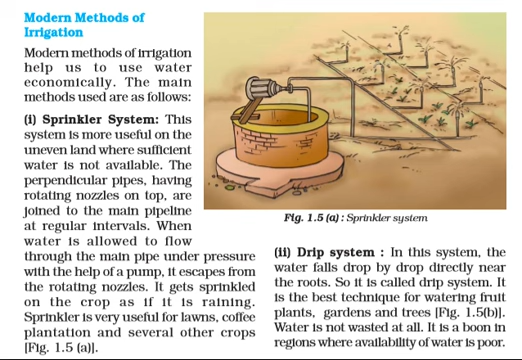 Modern Methods of
Irrigation
Modern methods of irrigation
help us to use water
economically. The main
methods used are as follows:
(i) Sprinkler System: This
system is more useful on the
uneven land where sufficient
water is not available. The
perpendicular pipes, having
rotating nozzles on top, are
joined to the main pipeline
at regular intervals. When
water is allowed to flow
through the main pipe under pressure
with the help of a pump, it escapes from
the rotating nozzles. It gets sprinkled
on the crop as if it is raining.
Sprinkler is very useful for lawns, coffee
plantation and several other crops
[Fig. 1.5 (a)].
Fig. 1.5 (a) : Sprinkler system
(ii) Drip system : In this system, the
water falls drop by drop directly near
the roots. So it is called drip system. It
is the best technique for watering fruit
plants, gardens and trees [Fig. 1.5(b)].
Water is not wasted at all. It is a boon in
regions where availability of water is poor.